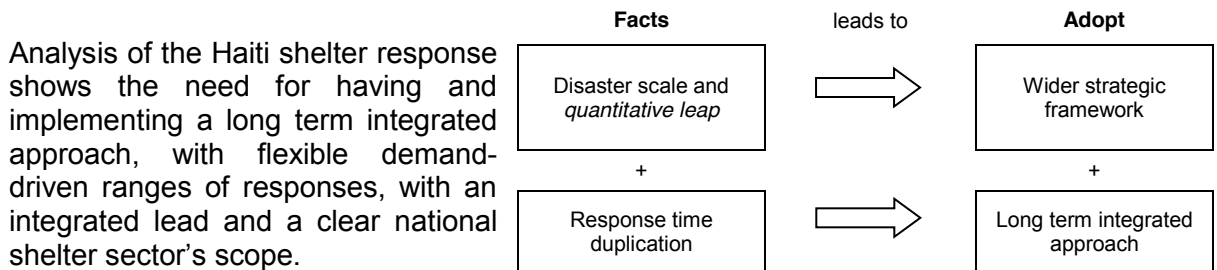 Analysis of the Haiti shelter response
shows the need for having and
implementing a long term integrated
approach, with flexible demand-
driven ranges of responses, with an
integrated lead and a clear national
shelter sector's scope.
Facts
leads to
Adopt
Disaster scale and
quantitative leap
Wider strategic
framework
+
+
Response time
duplication
Long term integrated
approach